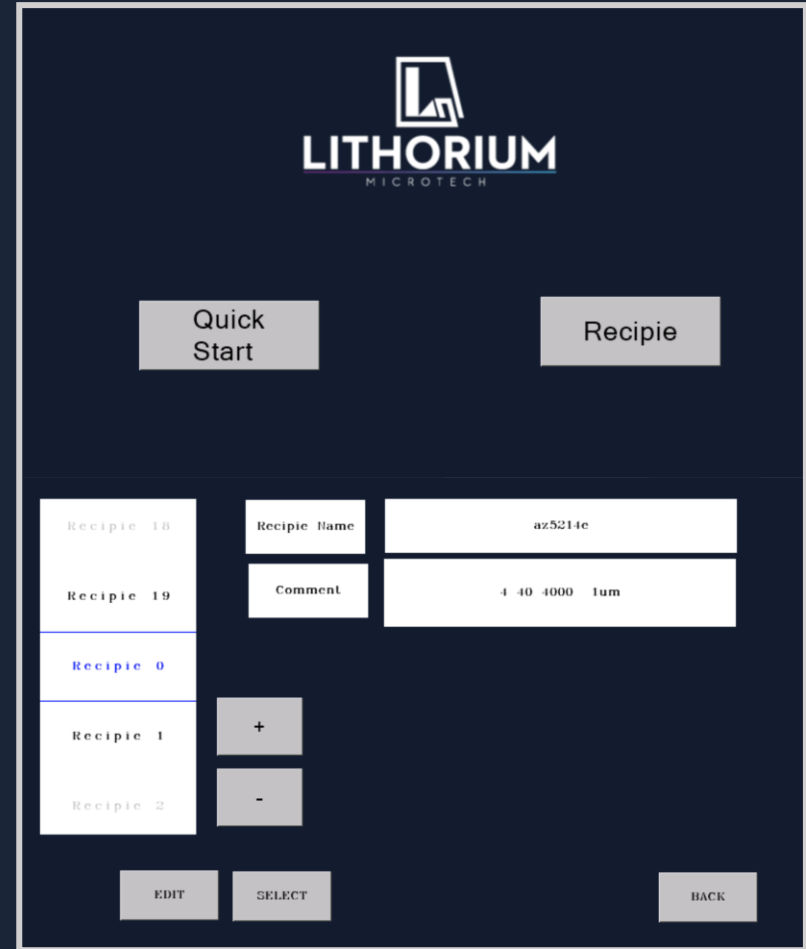 LITHORIUM
MICROTECH
Quick
Start
Recipie
Recipie 18
Recipie 19
Recipie 0
Recipie 1
Recipie 2
Recipie Name
az5214e
Comment
4 40 4000 1um
+
-
EDIT
SELECT
BACK